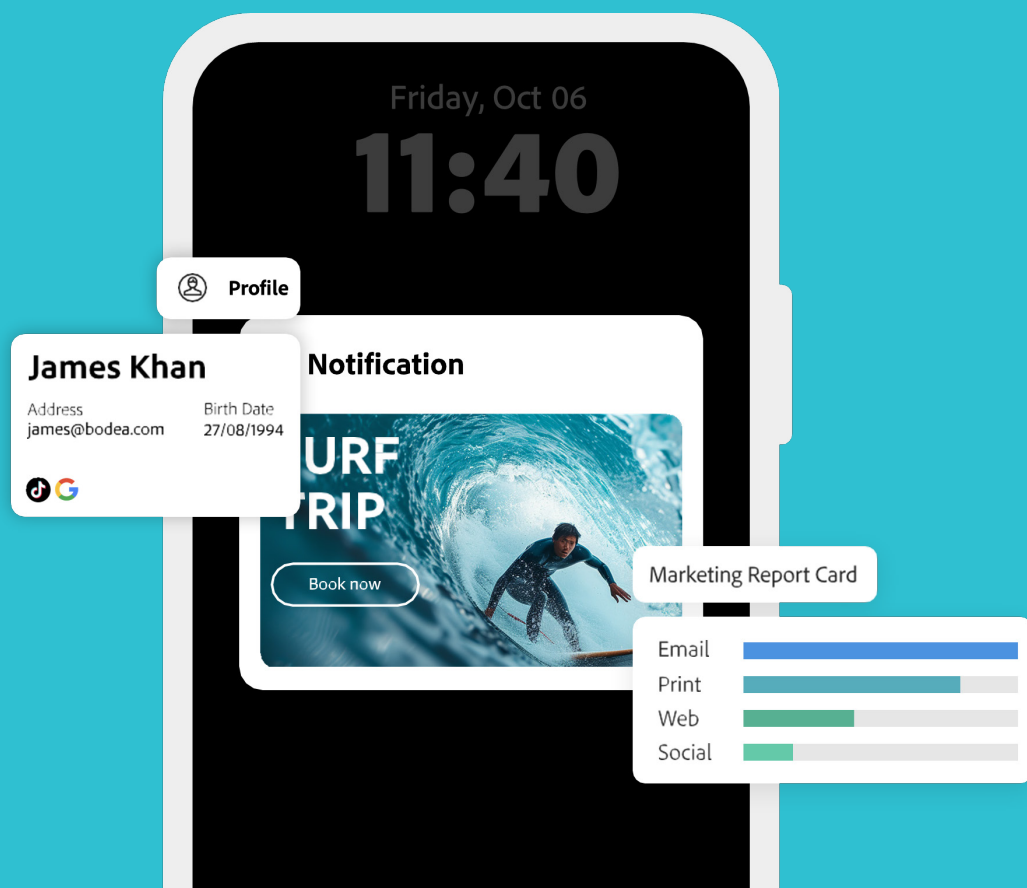 Friday, Oct 06
11:40
Profile
Notification
James Khan
Address
james@bodea.com
Birth Date
27/08/1994
URF
TRIP
Book now
Marketing Report Card
Email
Print
Web
Social